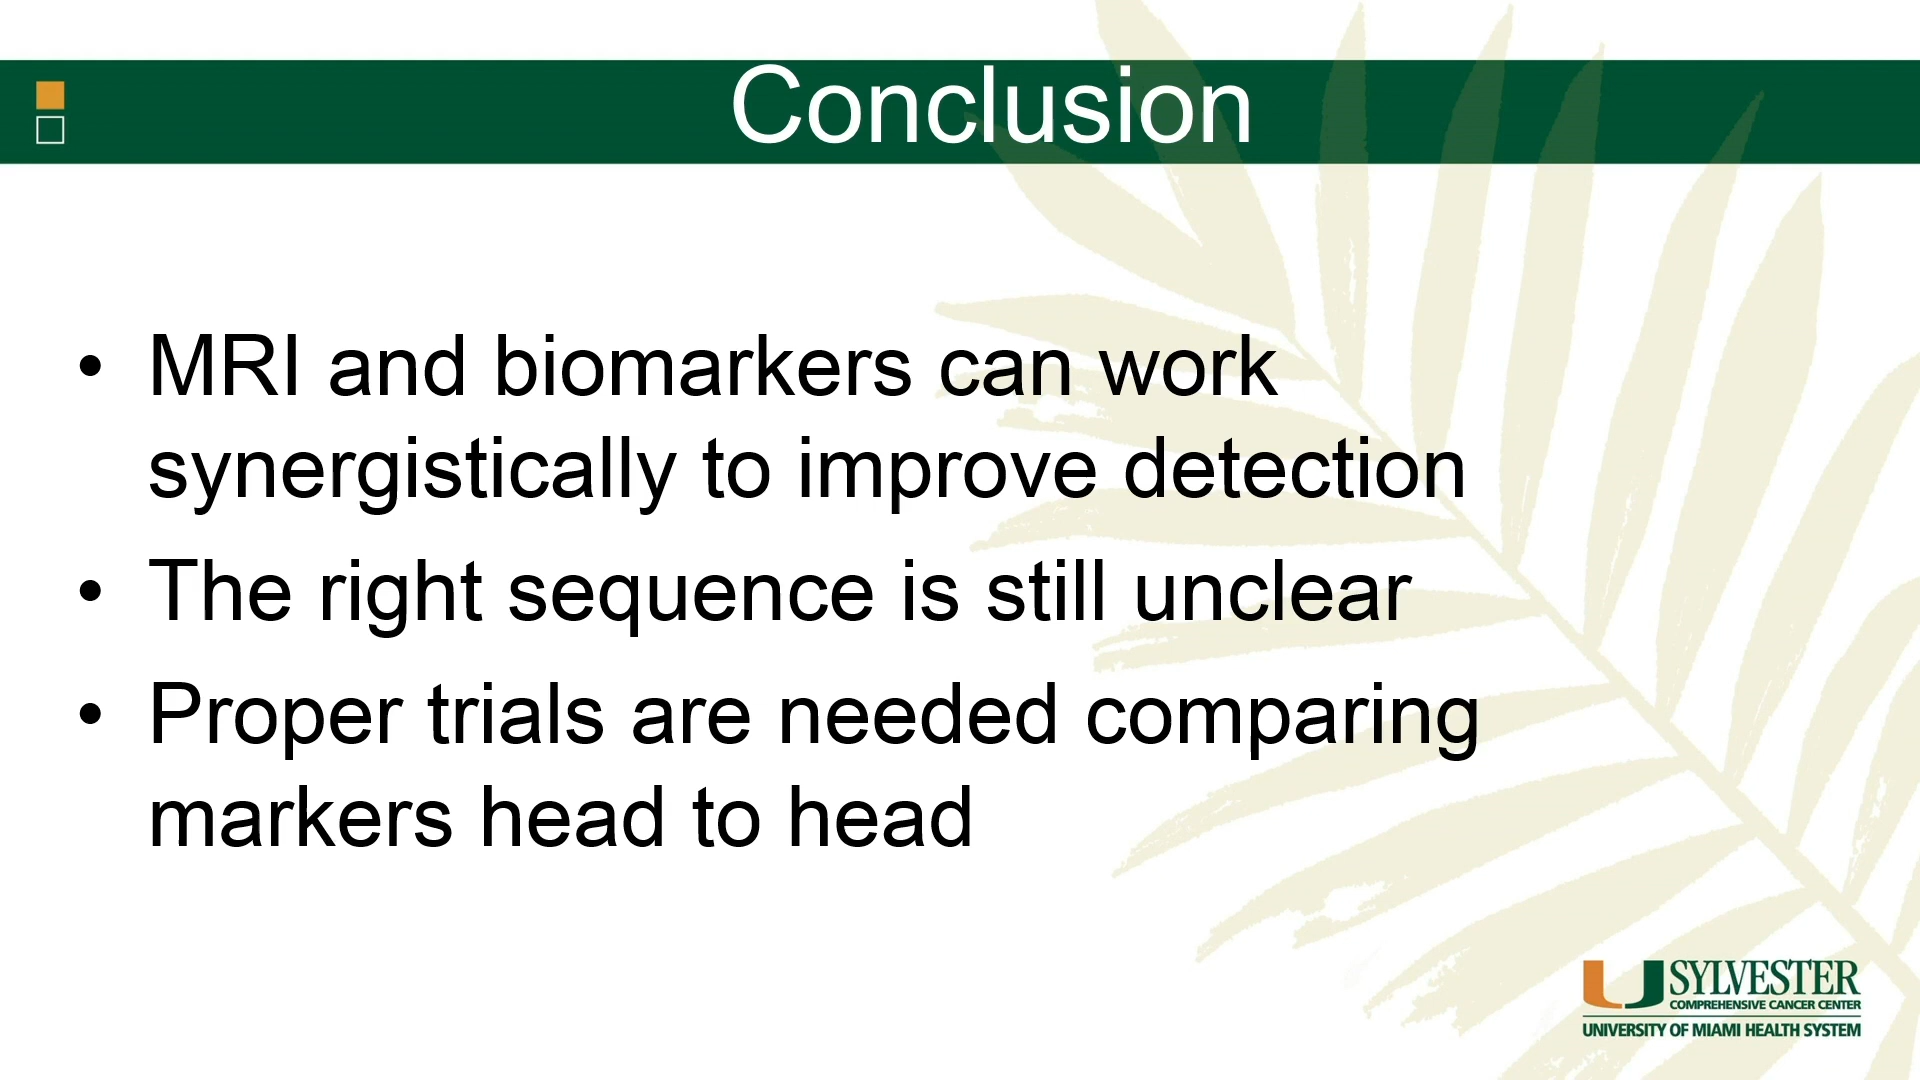 Conclusion
• MRI and biomarkers can work
synergistically to improve detection
• The right sequence is still unclear
• Proper trials are needed comparing
markers head to head
SYLVESTER
COMPREHENSIVE CANCER CENTER
UNIVERSITY OF MIAMI HEALTH SYSTEM